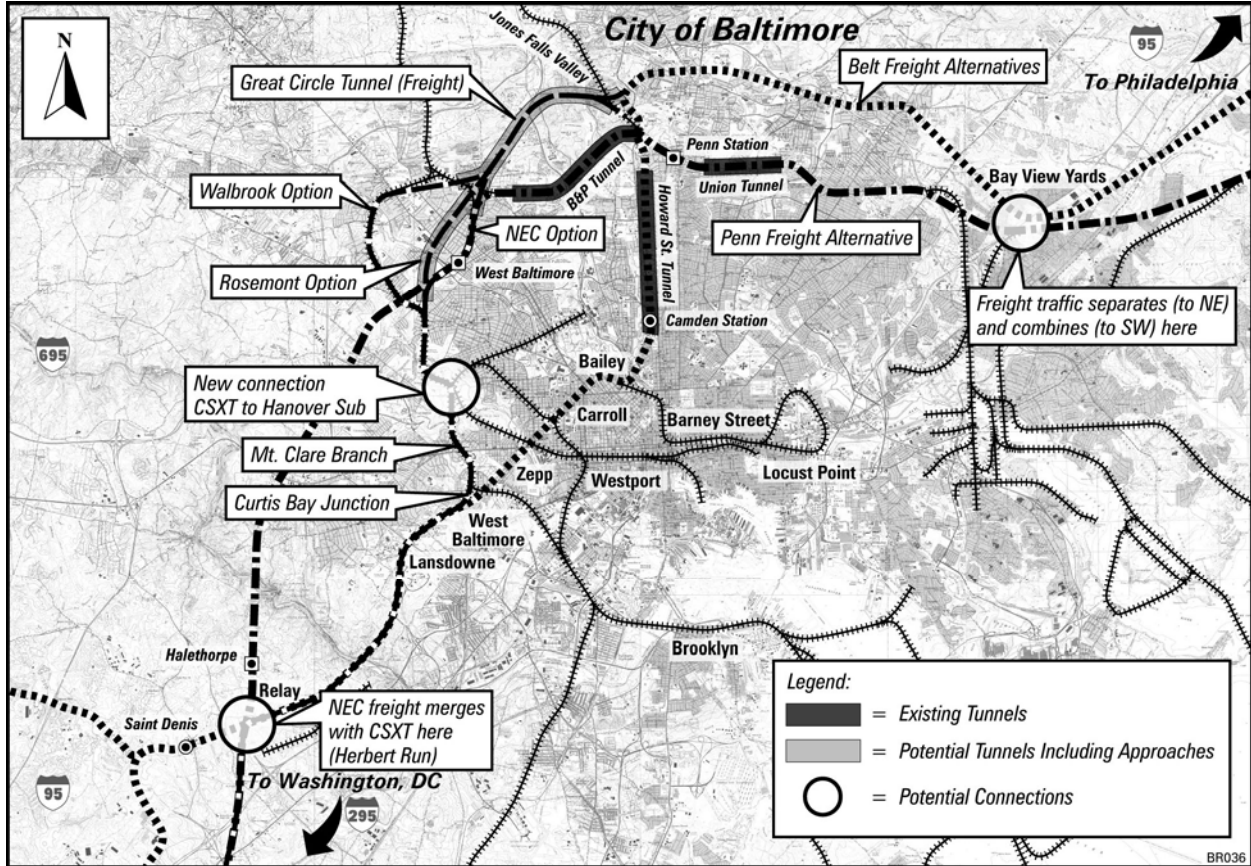 City of Baltimore
N
Jones Falls Valley
95
To Philadelphia
Great Circle Tunnel (Freight)
Belt Freight Alternatives
Penn Station
Walbrook Option
B&P Tunnel
Union Tunnel
Bay View Yards
Howard St. Tunnel
NEC Option
Penn Freight Alternative
Rosemont Option
West Baltimore
Freight traffic separates (to NE)
and combines (to SW) here
Camden Station
695
Bailey
New connection
CSXT to Hanover Sub
Carroll
Barney Street
Mt. Clare Branch
Zepp
Westport
Locust Point
Curtis Bay Junction
West
Baltimore
Lansdowne
Halethorpe
Brooklyn
Relay
Saint Denis
NEC freight merges
with CSXT here
(Herbert Run)
To Washington, DC
95
295
Legend:
= Existing Tunnels
= Potential Tunnels Including Approaches
= Potential Connections
BR036